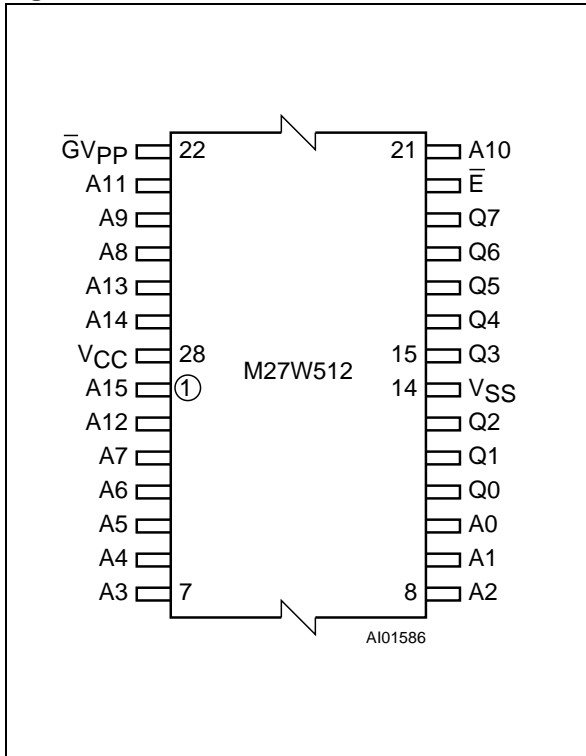 G̅VPP 22 21 A10
A11 E̅
A9 Q7
A8 Q6
A13 Q5
A14 Q4
VCC 28 15 Q3
M27W512
A15 1 14 VSS
A12 Q2
A7 Q1
A6 Q0
A5 A0
A4 A1
A3 7 8 A2
AI01586